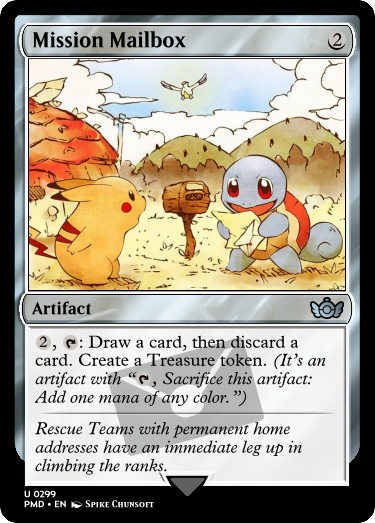 Mission Mailbox 2
Artifact
2, T: Draw a card, then discard a
card. Create a Treasure token. (It's an
artifact with “T, Sacrifice this artifact:
Add one mana of any color.”)
Rescue Teams with permanent home
addresses have an immediate leg up in
climbing the ranks.
U 0299
PMD • EN Spike Chunsoft